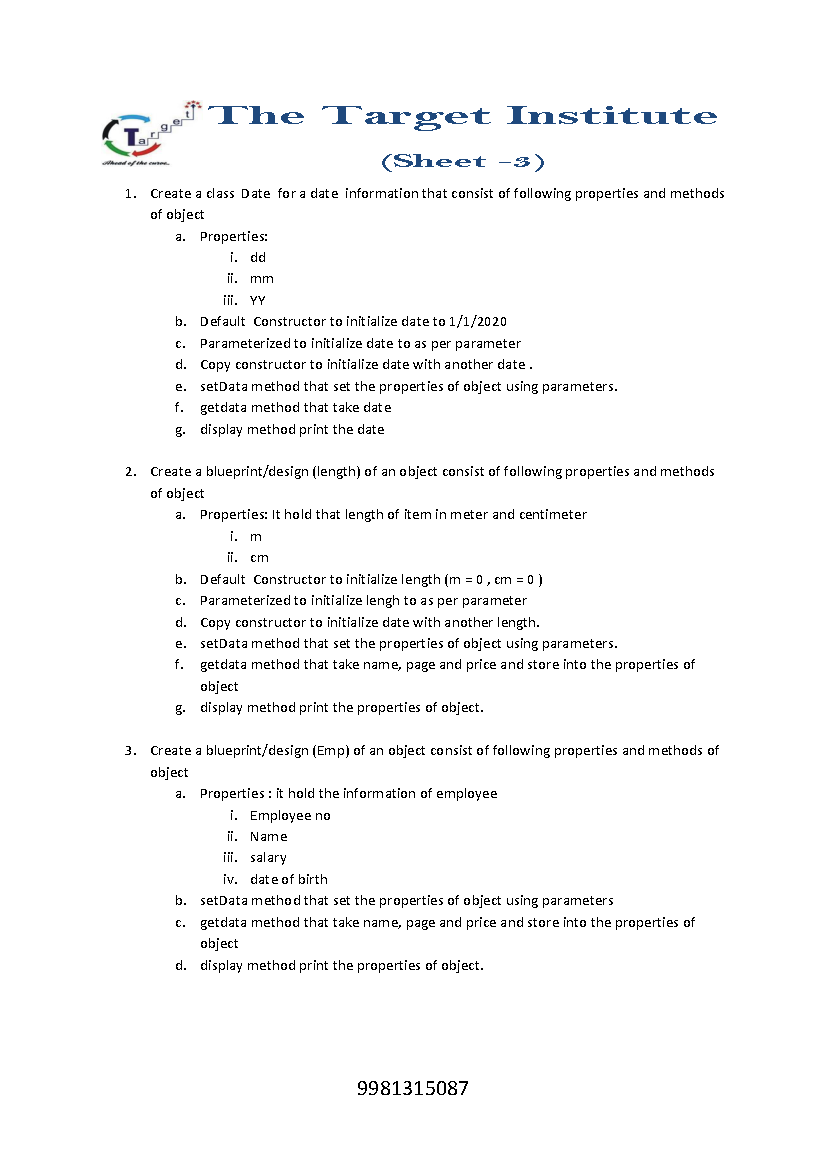 Target
Ahead of the curve..
The Target Institute
(Sheet -3)
1. Create a class Date for a date information that consist of following properties and methods
of object
a. Properties:
i. dd
ii. mm
iii. YY
b. Default Constructor to initialize date to 1/1/2020
c. Parameterized to initialize date to as per parameter
d. Copy constructor to initialize date with another date .
e. setData method that set the properties of object using parameters.
f. getdata method that take date
g. display method print the date
2. Create a blueprint/design (length) of an object consist of following properties and methods
of object
a. Properties: It hold that length of item in meter and centimeter
i. m
ii. cm
b. Default Constructor to initialize length (m = 0 , cm = 0 )
c. Parameterized to initialize lengh to as per parameter
d. Copy constructor to initialize date with another length.
e. setData method that set the properties of object using parameters.
f. getdata method that take name, page and price and store into the properties of
object
g. display method print the properties of object.
3. Create a blueprint/design (Emp) of an object consist of following properties and methods of
object
a. Properties : it hold the information of employee
i. Employee no
ii. Name
iii. salary
iv. date of birth
b. setData method that set the properties of object using parameters
c. getdata method that take name, page and price and store into the properties of
object
d. display method print the properties of object.
9981315087